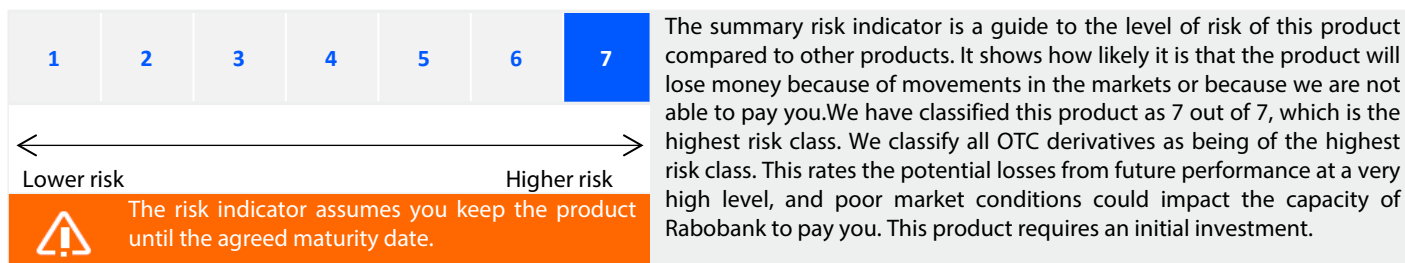 1 2 3 4 5 6 7
Lower risk Higher risk
The risk indicator assumes you keep the product
until the agreed maturity date.
The summary risk indicator is a guide to the level of risk of this product
compared to other products. It shows how likely it is that the product will
lose money because of movements in the markets or because we are not
able to pay you.We have classified this product as 7 out of 7, which is the
highest risk class. We classify all OTC derivatives as being of the highest
risk class. This rates the potential losses from future performance at a very
high level, and poor market conditions could impact the capacity of
Rabobank to pay you. This product requires an initial investment.